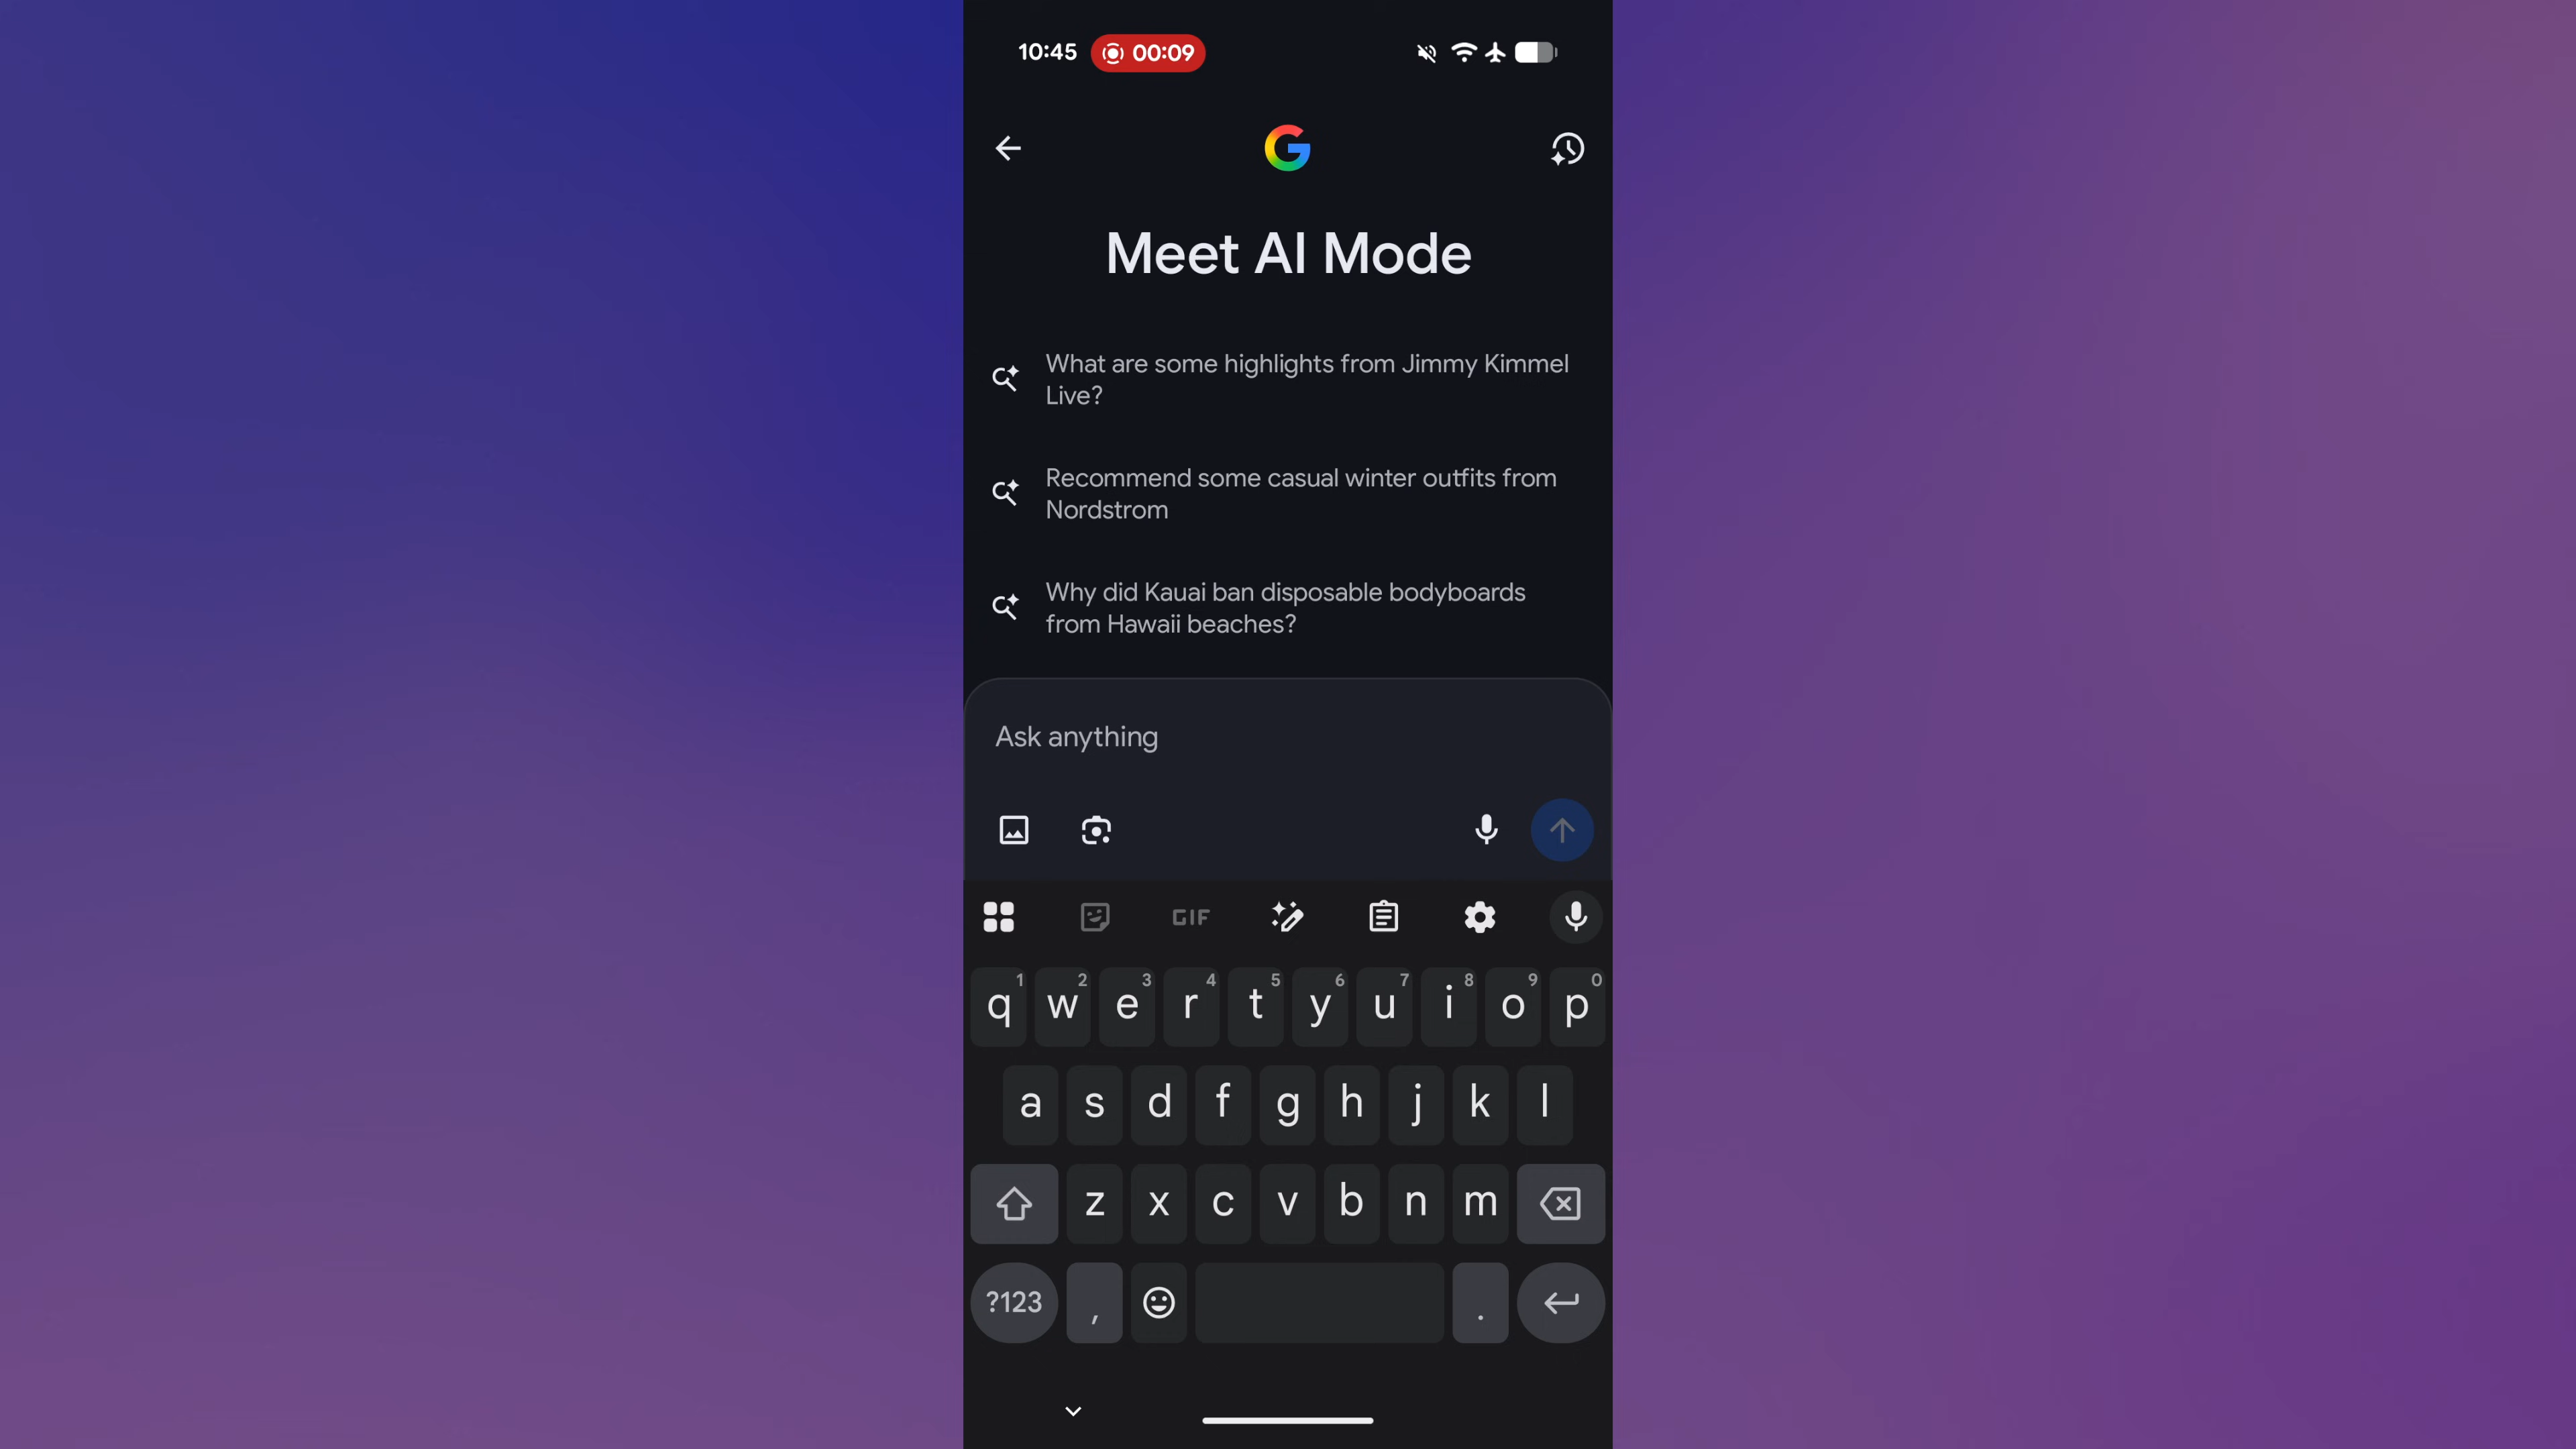 10:45 00:09
Meet AI Mode
What are some highlights from Jimmy Kimmel
Live?
Recommend some casual winter outfits from
Nordstrom
Why did Kauai ban disposable bodyboards
from Hawaii beaches?
Ask anything
GIF
1 2 3 4 5 6 7 8 9 0
q w e r t y u i o p
a s d f g h j k l
z x c v b n m
?123 , .